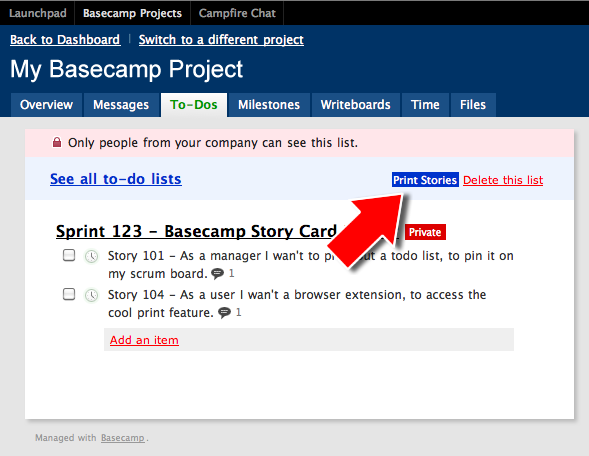 Launchpad Basecamp Projects Campfire Chat
Back to Dashboard | Switch to a different project
My Basecamp Project
Overview Messages To-Dos Milestones Writeboards Time Files
Only people from your company can see this list.
See all to-do lists Print Stories Delete this list
Sprint 123 - Basecamp Story Card Private
Story 101 - As a manager I wan't to p ut a todo list, to pin it on
my scrum board. 1
Story 104 - As a user I wan't a browser extension, to access the
cool print feature. 1
Add an item
Managed with Basecamp.